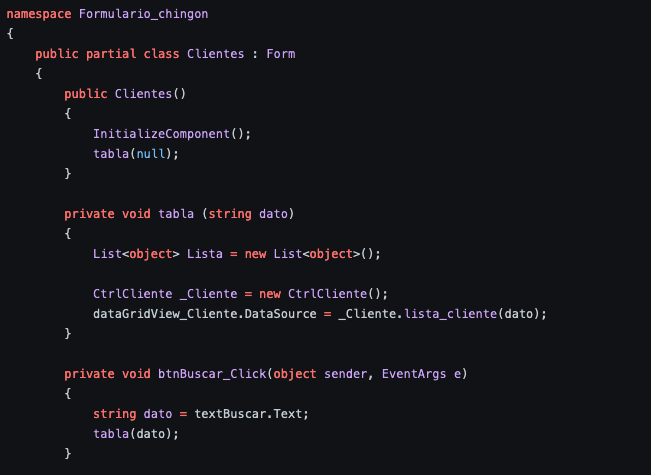 namespace Formulario_chingon
{
    public partial class Clientes : Form
    {
        public Clientes()
        {
            InitializeComponent();
            tabla(null);
        }

        private void tabla (string dato)
        {
            List<object> Lista = new List<object>();

            CtrlCliente _Cliente = new CtrlCliente();
            dataGridView_Cliente.DataSource = _Cliente.lista_cliente(dato);
        }

        private void btnBuscar_Click(object sender, EventArgs e)
        {
            string dato = textBuscar.Text;
            tabla(dato);
        }